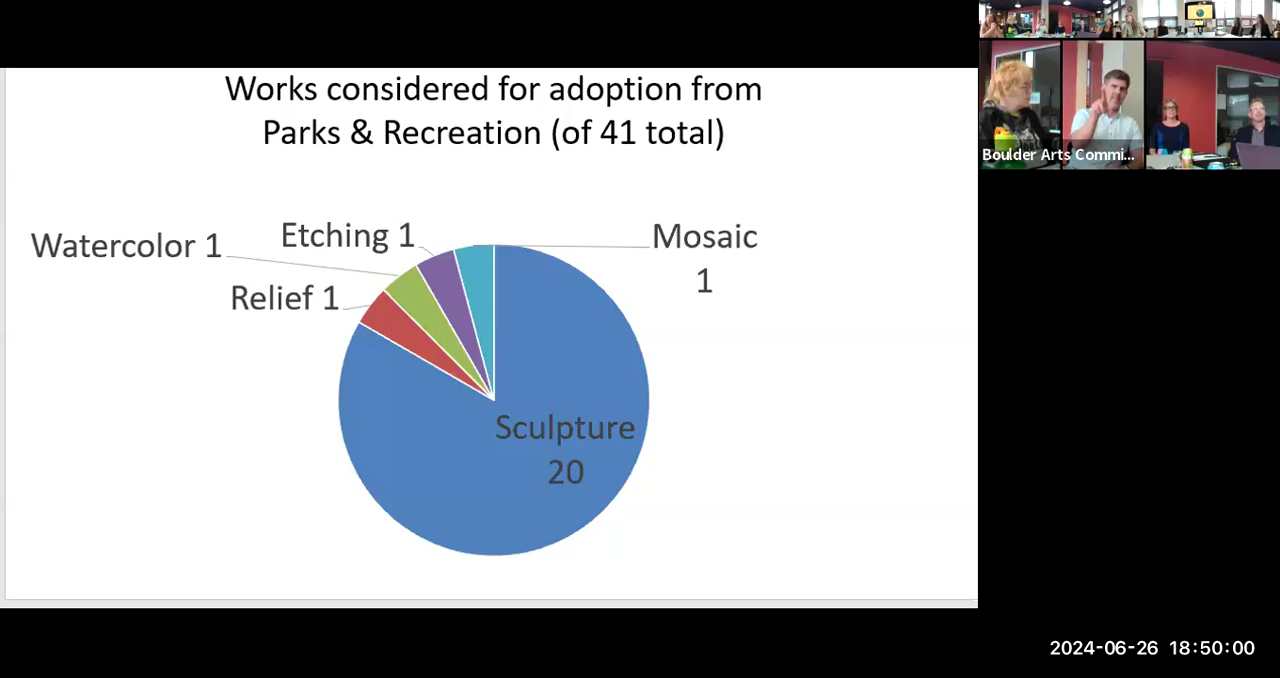 Works considered for adoption from
Parks & Recreation (of 41 total)
Watercolor 1
Etching 1
Mosaic
1
Relief 1
Sculpture
20
Boulder Arts Commi...
2024-06-26 18:50:00